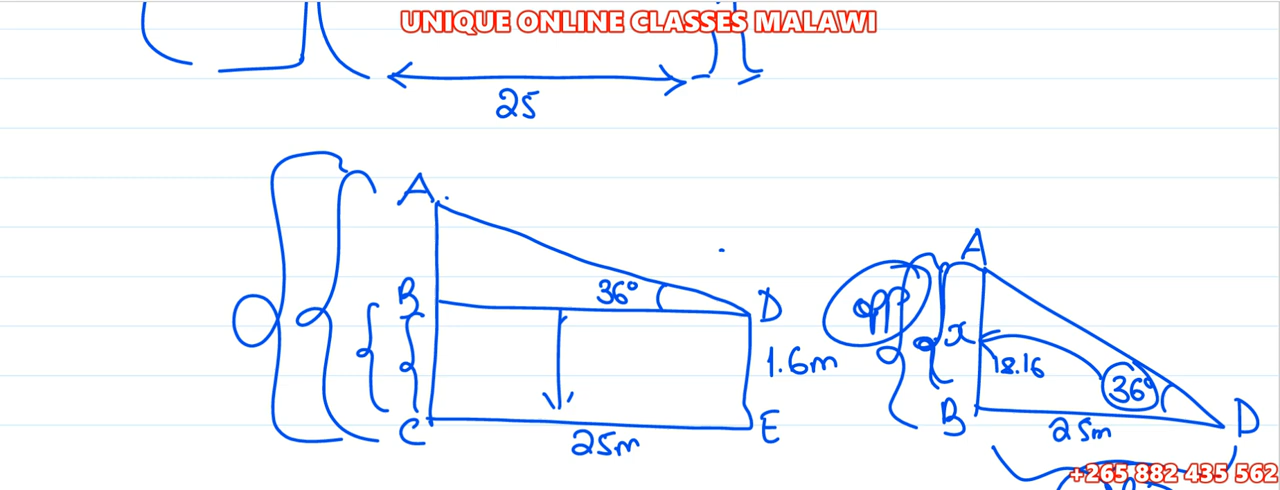 UNIQUE ONLINE CLASSES MALAWI
25
A
B
36°
D
1.6m
C
25m
E
A
opp
x
18.16
36°
B
25m
D
+265 882 435 562